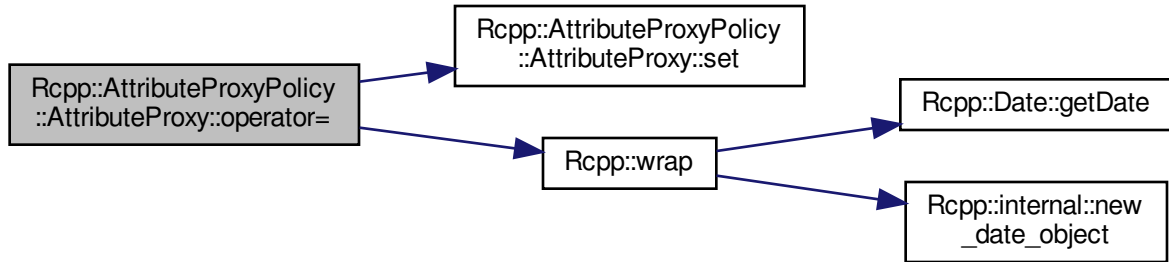 Rcpp::AttributeProxyPolicy
::AttributeProxy::operator=
Rcpp::AttributeProxyPolicy
::AttributeProxy::set
Rcpp::wrap
Rcpp::Date::getDate
Rcpp::internal::new
_date_object